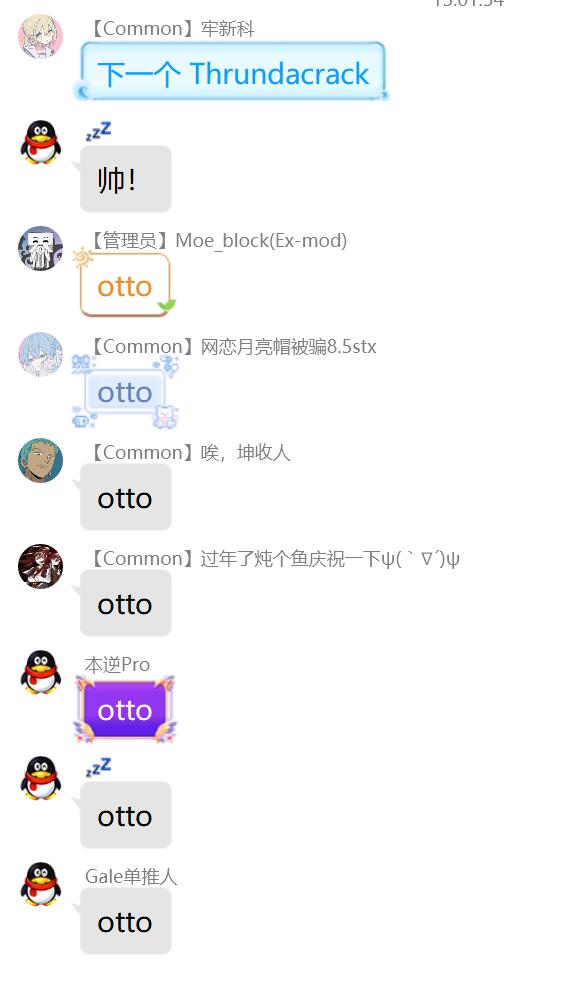 【Common】牢新科
下一个 Thrundacrack
zzZ
帅！
【管理员】Moe_block(Ex-mod)
otto
【Common】网恋月亮帽被骗8.5stx
otto
【Common】唉，坤收人
otto
【Common】过年了炖个鱼庆祝一下ψ(｀∇´)ψ
otto
本逆Pro
otto
zzZ
otto
Gale单推人
otto